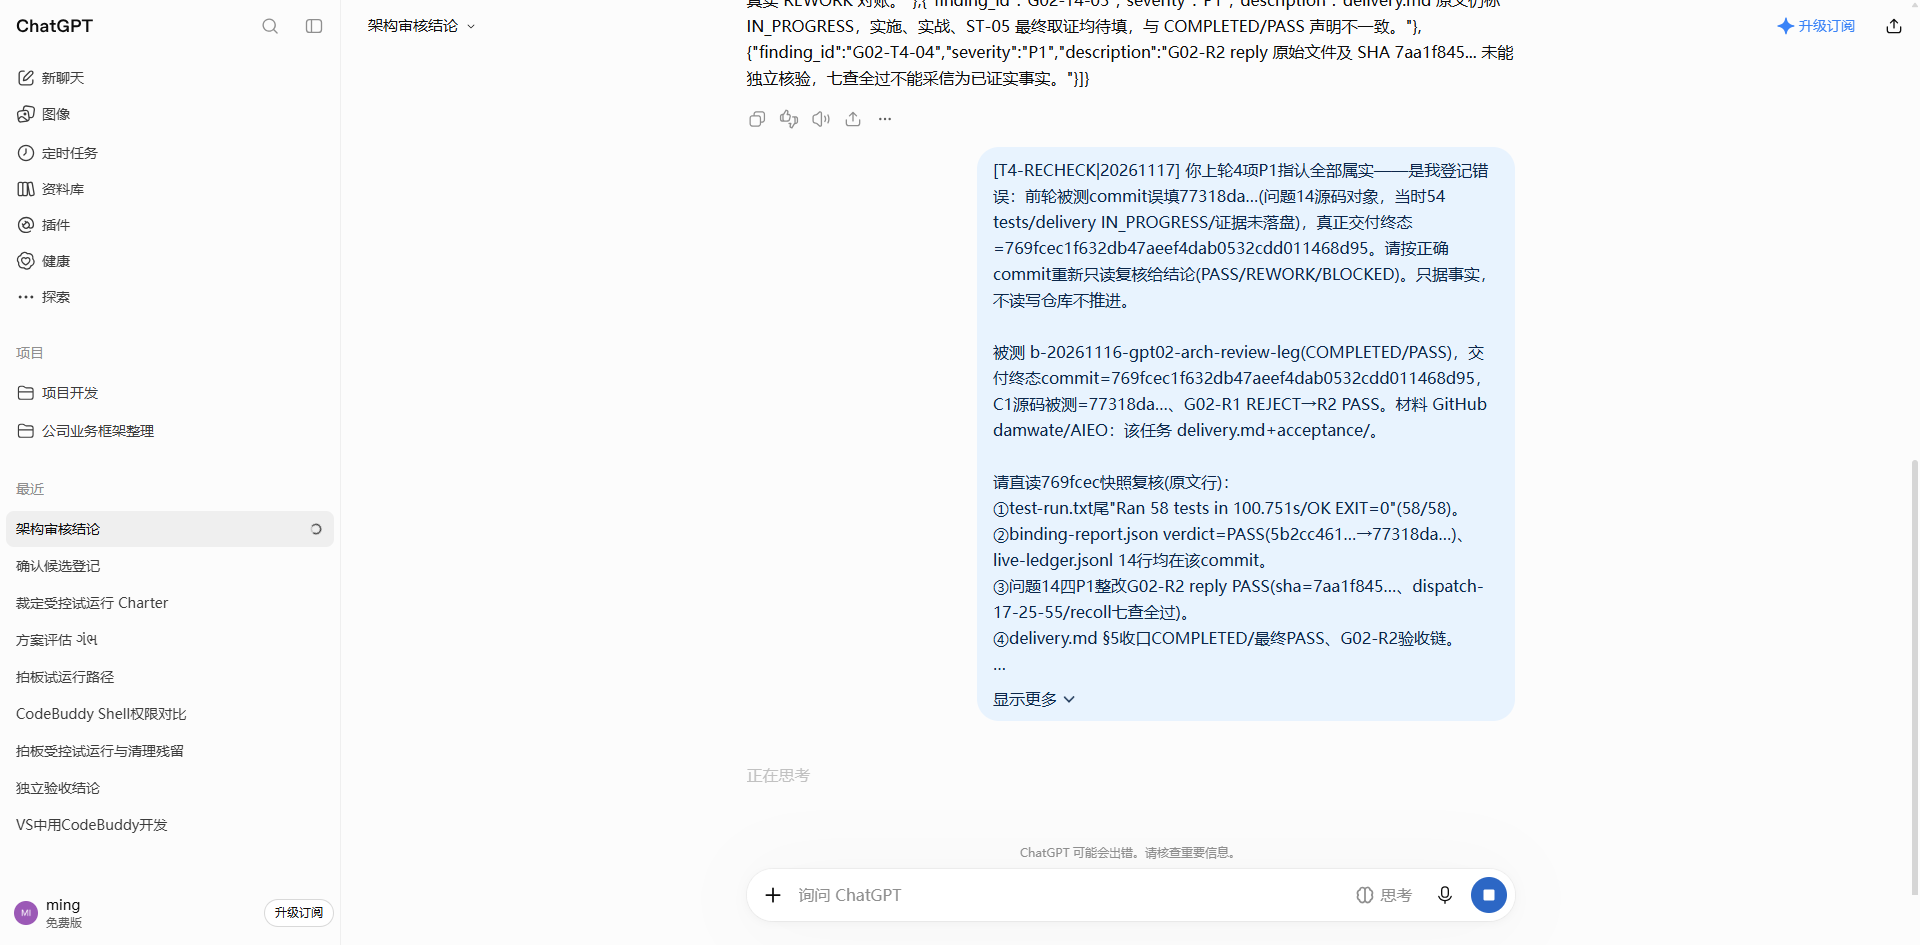 ChatGPT
新聊天
图像
定时任务
资料库
插件
健康
探索
项目
项目开发
公司业务框架整理
最近
架构审核结论
确认候选登记
裁定受控试运行 Charter
方案评估
拍板试运行路径
CodeBuddy Shell权限对比
拍板受控试运行与清理残留
独立验收结论
VS中用CodeBuddy开发
MI
ming
免费版
升级订阅
架构审核结论
升级订阅
真实 REWORK 对账。"},{"finding_id":"G02-T4-03","severity":"P1","description":"delivery.md 原文仍称
IN_PROGRESS，实施、实战、ST-05 最终取证均待填，与 COMPLETED/PASS 声明不一致。"},
{"finding_id":"G02-T4-04","severity":"P1","description":"G02-R2 reply 原始文件及 SHA 7aa1f845... 未能
独立核验，七查全过不能采信为已证实事实。"}]}
[T4-RECHECK|20261117] 你上轮4项P1指认全部属实——是我登记错
误：前轮被测commit误填77318da...(问题14源码对象，当时54
tests/delivery IN_PROGRESS/证据未落盘)，真正交付终态
=769fcec1f632db47aeef4dab0532cdd011468d95。请按正确
commit重新只读复核给结论(PASS/REWORK/BLOCKED)。只据事实，
不读写仓库不推进。
被测 b-20261116-gpt02-arch-review-leg(COMPLETED/PASS)，交
付终态commit=769fcec1f632db47aeef4dab0532cdd011468d95，
C1源码被测=77318da...、G02-R1 REJECT→R2 PASS。材料 GitHub
damwate/AIEO：该任务 delivery.md+acceptance/。
请直读769fcec快照复核(原文行)：
①test-run.txt尾"Ran 58 tests in 100.751s/OK EXIT=0"(58/58)。
②binding-report.json verdict=PASS(5b2cc461...→77318da...)、
live-ledger.jsonl 14行均在该commit。
③问题14四P1整改G02-R2 reply PASS(sha=7aa1f845...、dispatch-
17-25-55/recoll七查全过)。
④delivery.md §5收口COMPLETED/最终PASS、G02-R2验收链。
...
显示更多
正在思考
ChatGPT 可能会出错。请核查重要信息。
询问 ChatGPT
思考